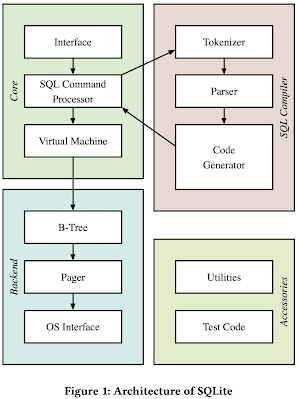 Core
Interface
SQL Command
Processor
Virtual Machine
SQL Compiler
Tokenizer
Parser
Code
Generator
Backend
B-Tree
Pager
OS Interface
Accessories
Utilities
Test Code
Figure 1: Architecture of SQLite